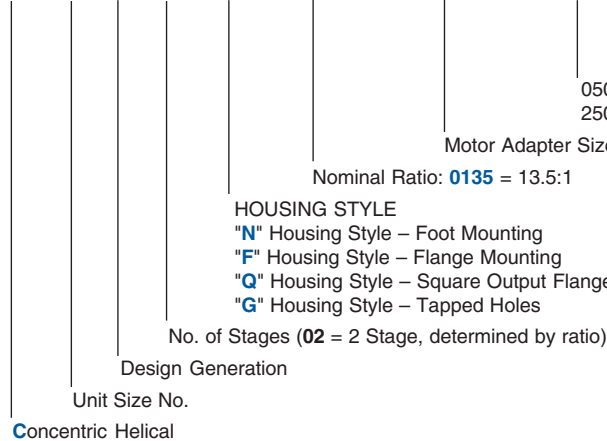 050
250
Motor Adapter Size
Nominal Ratio: 0135 = 13.5:1
HOUSING STYLE
"N" Housing Style – Foot Mounting
"F" Housing Style – Flange Mounting
"Q" Housing Style – Square Output Flange
"G" Housing Style – Tapped Holes
No. of Stages (02 = 2 Stage, determined by ratio)
Design Generation
Unit Size No.
Concentric Helical